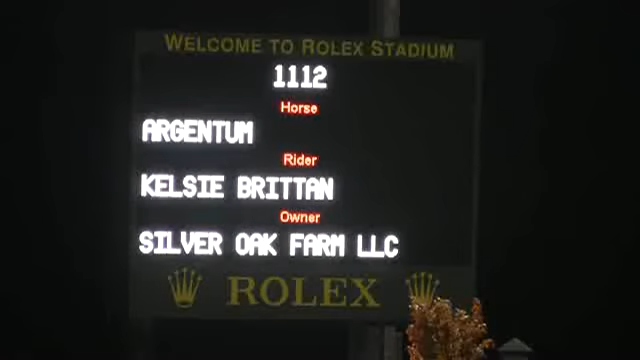 WELCOME TO ROLEX STADIUM
1112
Horse
ARGENTUM
Rider
KELSIE BRITTAN
Owner
SILVER OAK FARM LLC
ROLEX